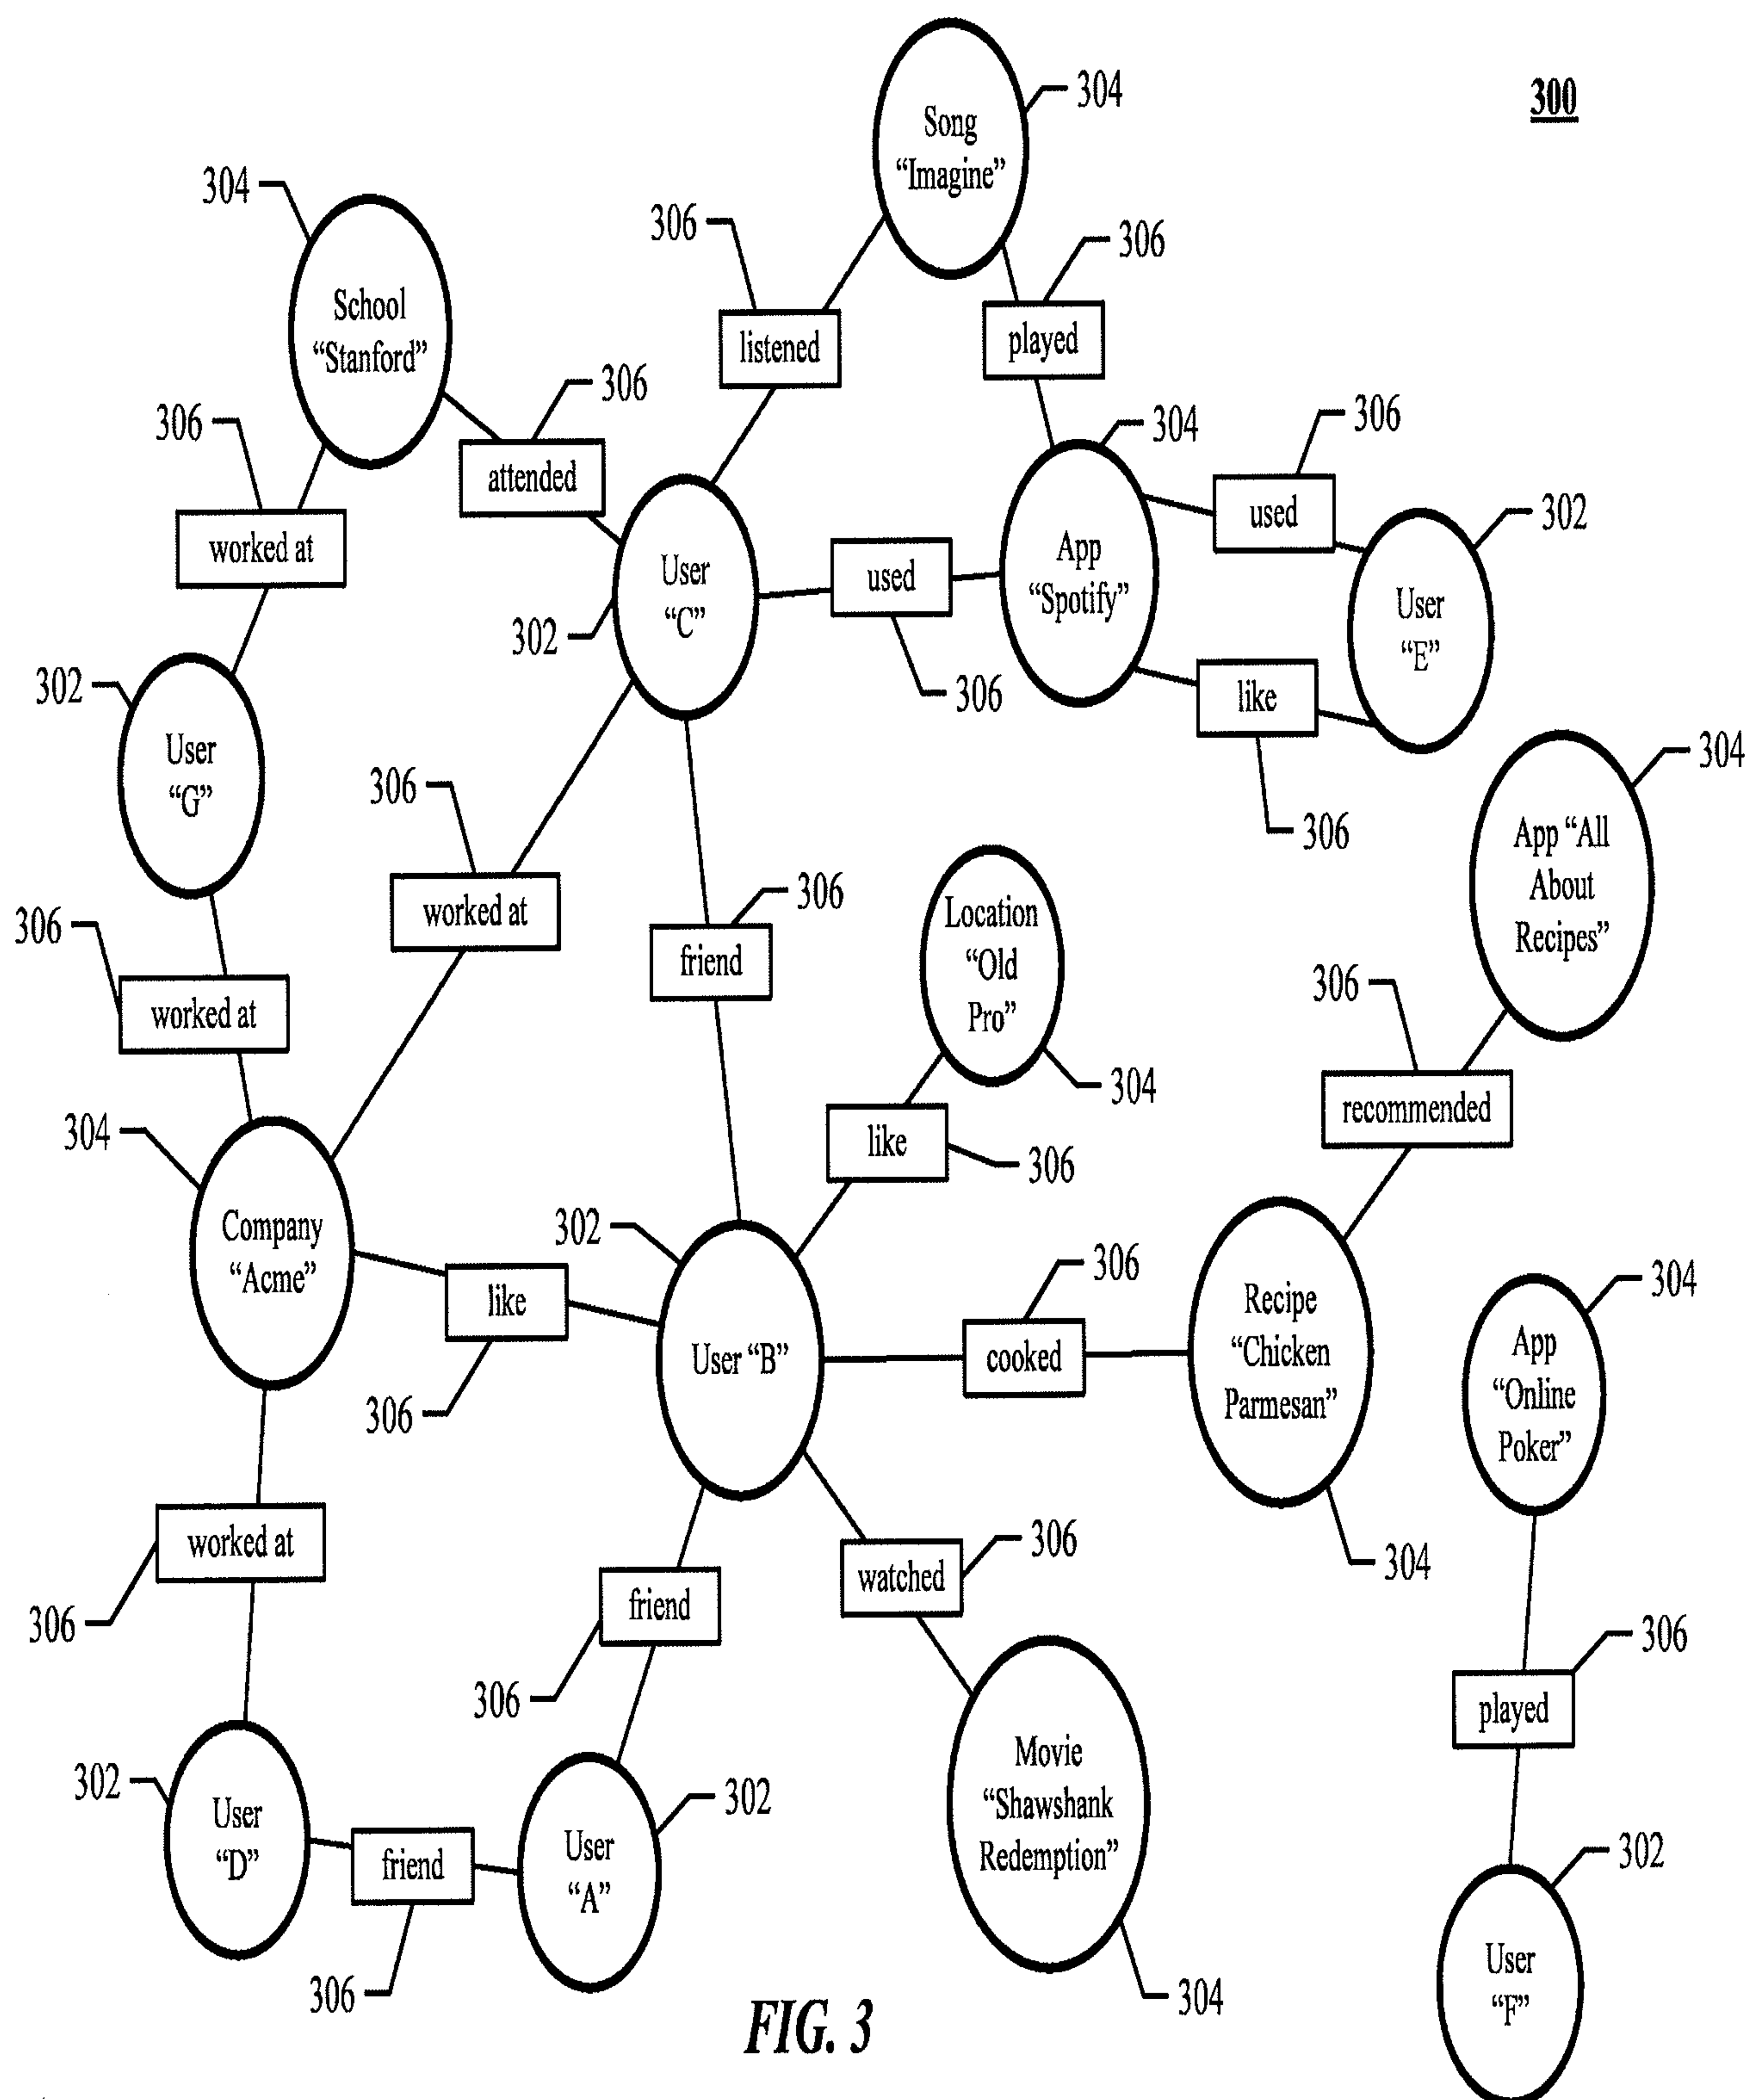 300
304
Song
“Imagine”
304
School
“Stanford”
306
306
listened
played
306
attended
306
worked at
304
App
“Spotify”
306
used
302
User
“E”
User
“C”
302
used
306
like
306
302
User
“G”
306
worked at
306
worked at
306
friend
Location
“Old
Pro”
304
304
App “All
About
Recipes”
306
recommended
like
306
304
Company
“Acme”
like
306
302
User “B”
306
cooked
Recipe
“Chicken
Parmesan”
304
304
App
“Online
Poker”
worked at
306
friend
306
watched
306
306
played
302
User
“D”
friend
306
User
“A”
302
Movie
“Shawshank
Redemption”
304
302
User
“F”
FIG. 3